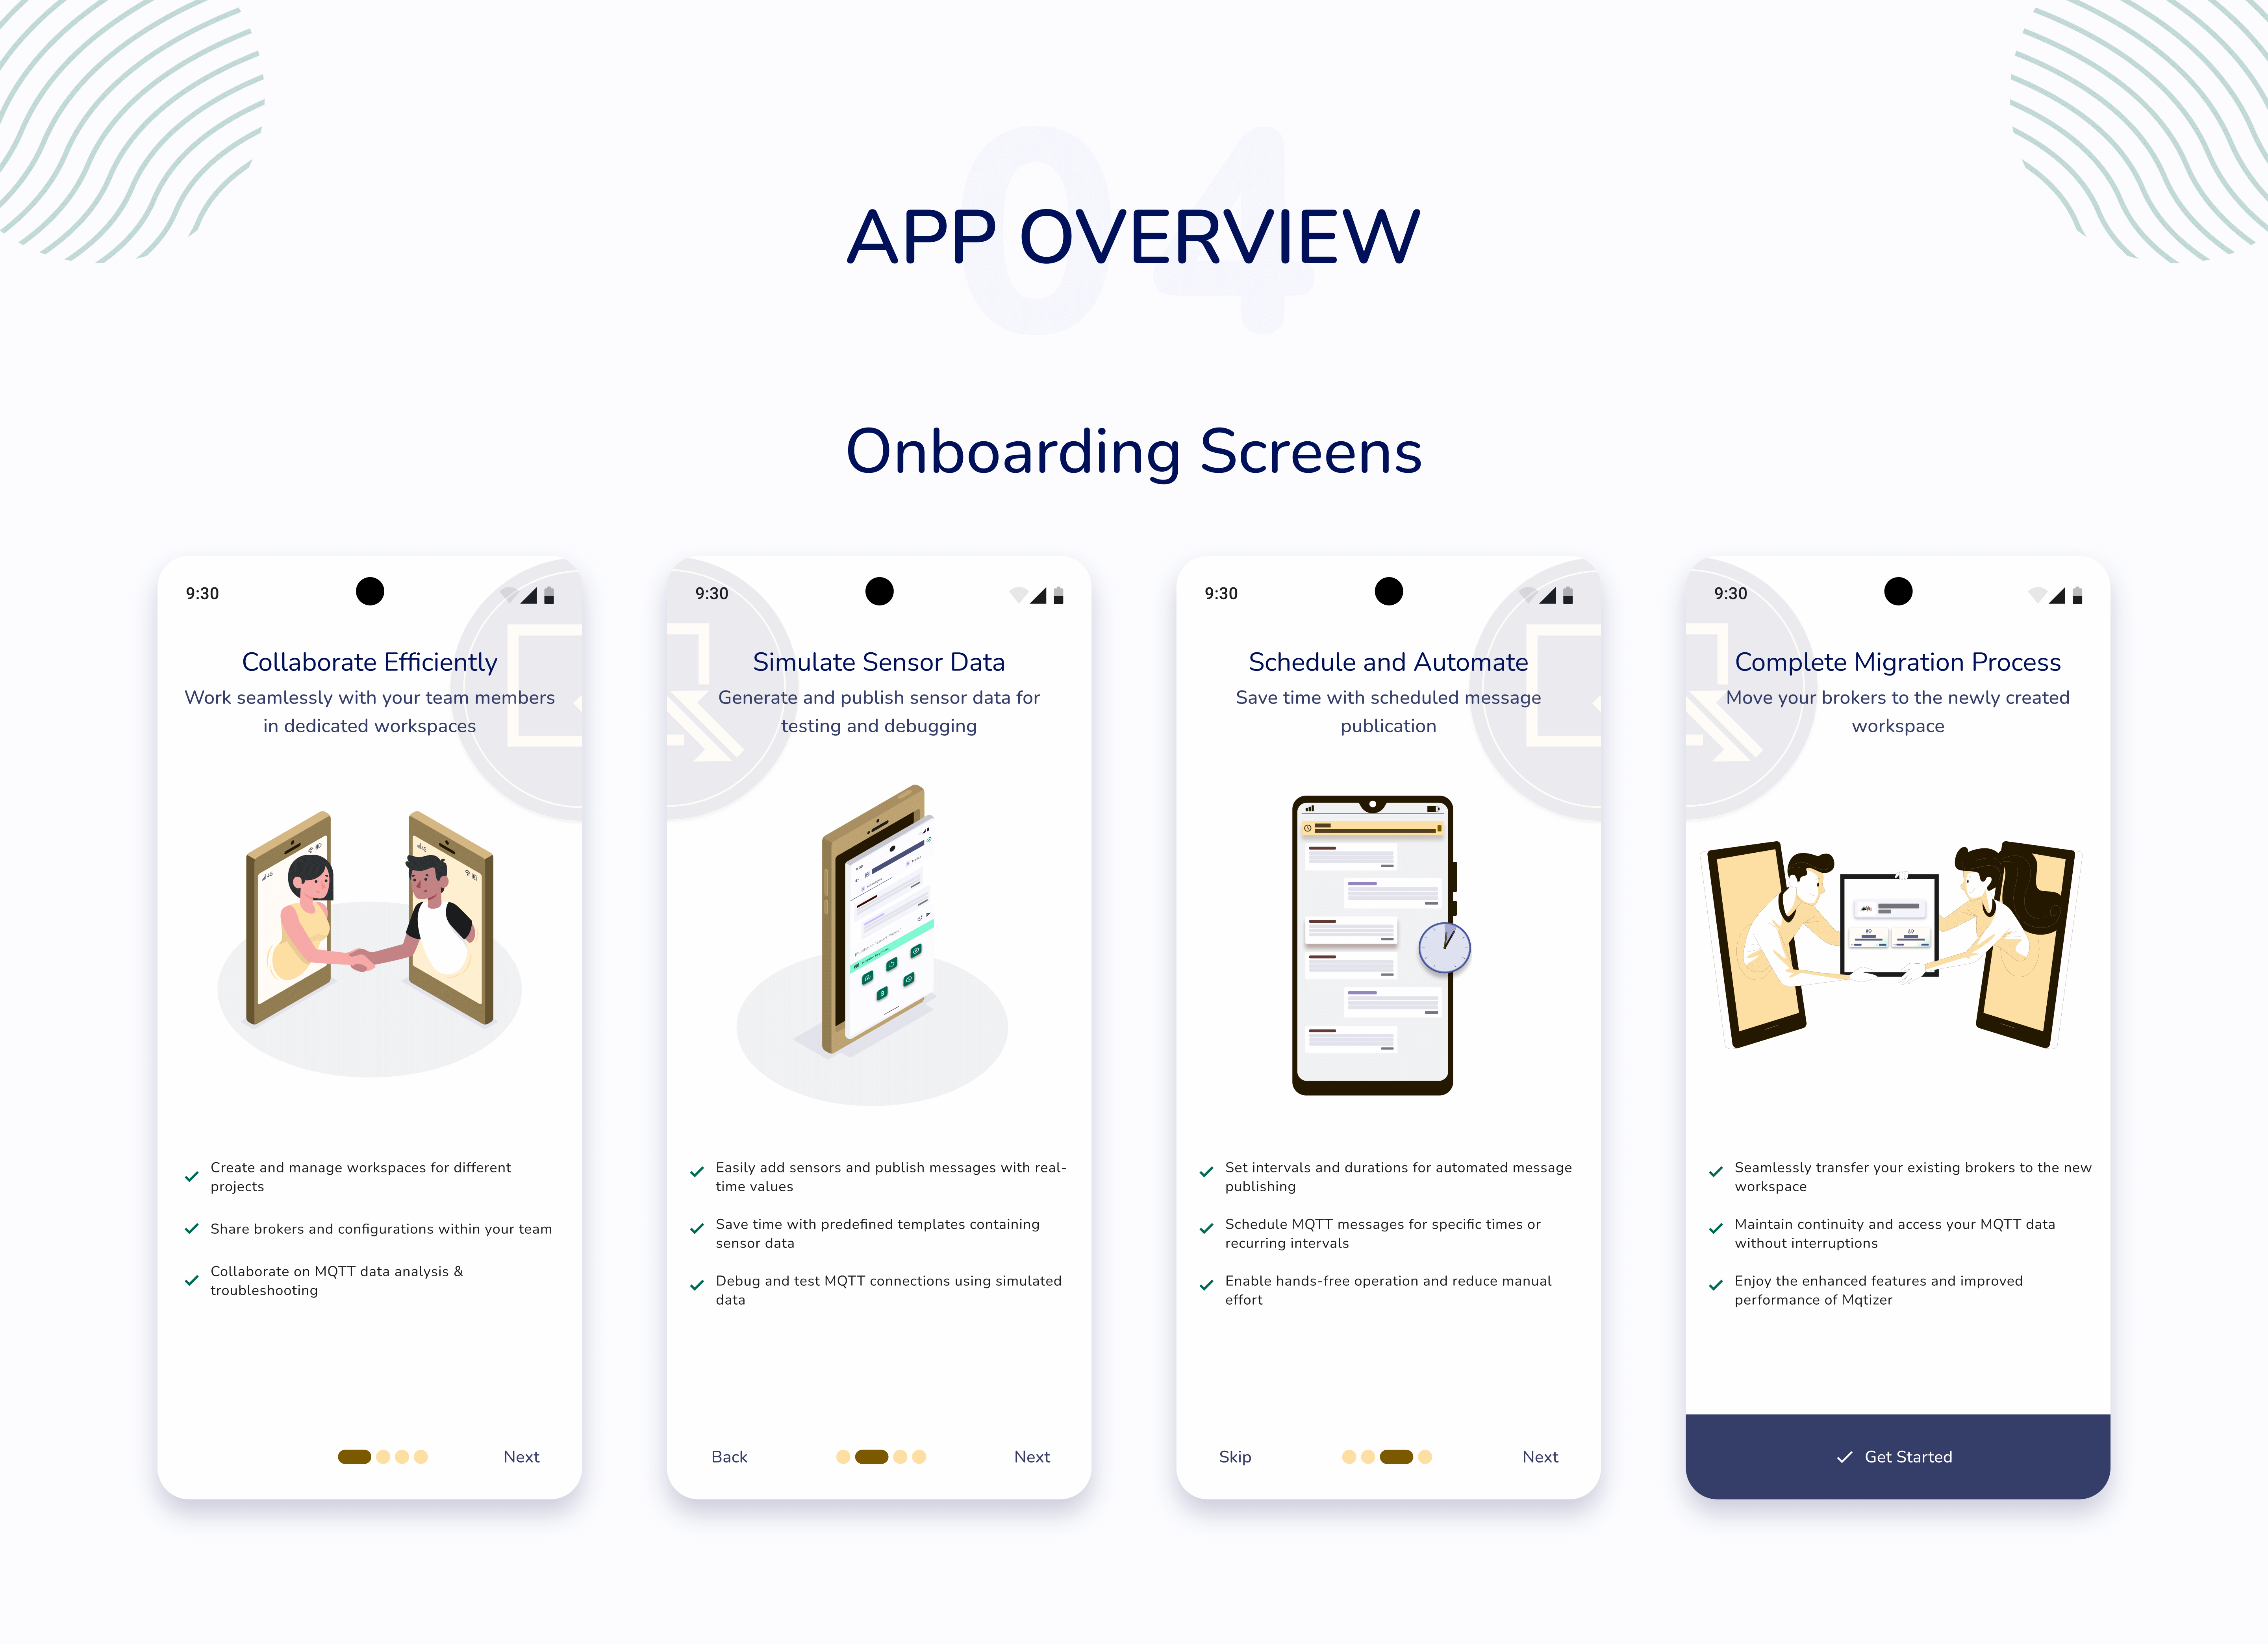 04
APP OVERVIEW
Onboarding Screens
9:30
Collaborate Efficiently
Work seamlessly with your team members
in dedicated workspaces
Create and manage workspaces for different
projects
Share brokers and configurations within your team
Collaborate on MQTT data analysis &
troubleshooting
Next
9:30
Simulate Sensor Data
Generate and publish sensor data for
testing and debugging
Easily add sensors and publish messages with real-
time values
Save time with predefined templates containing
sensor data
Debug and test MQTT connections using simulated
data
Back
Next
9:30
Schedule and Automate
Save time with scheduled message
publication
Set intervals and durations for automated message
publishing
Schedule MQTT messages for specific times or
recurring intervals
Enable hands-free operation and reduce manual
effort
Skip
Next
9:30
Complete Migration Process
Move your brokers to the newly created
workspace
Seamlessly transfer your existing brokers to the new
workspace
Maintain continuity and access your MQTT data
without interruptions
Enjoy the enhanced features and improved
performance of Mqtizer
Get Started